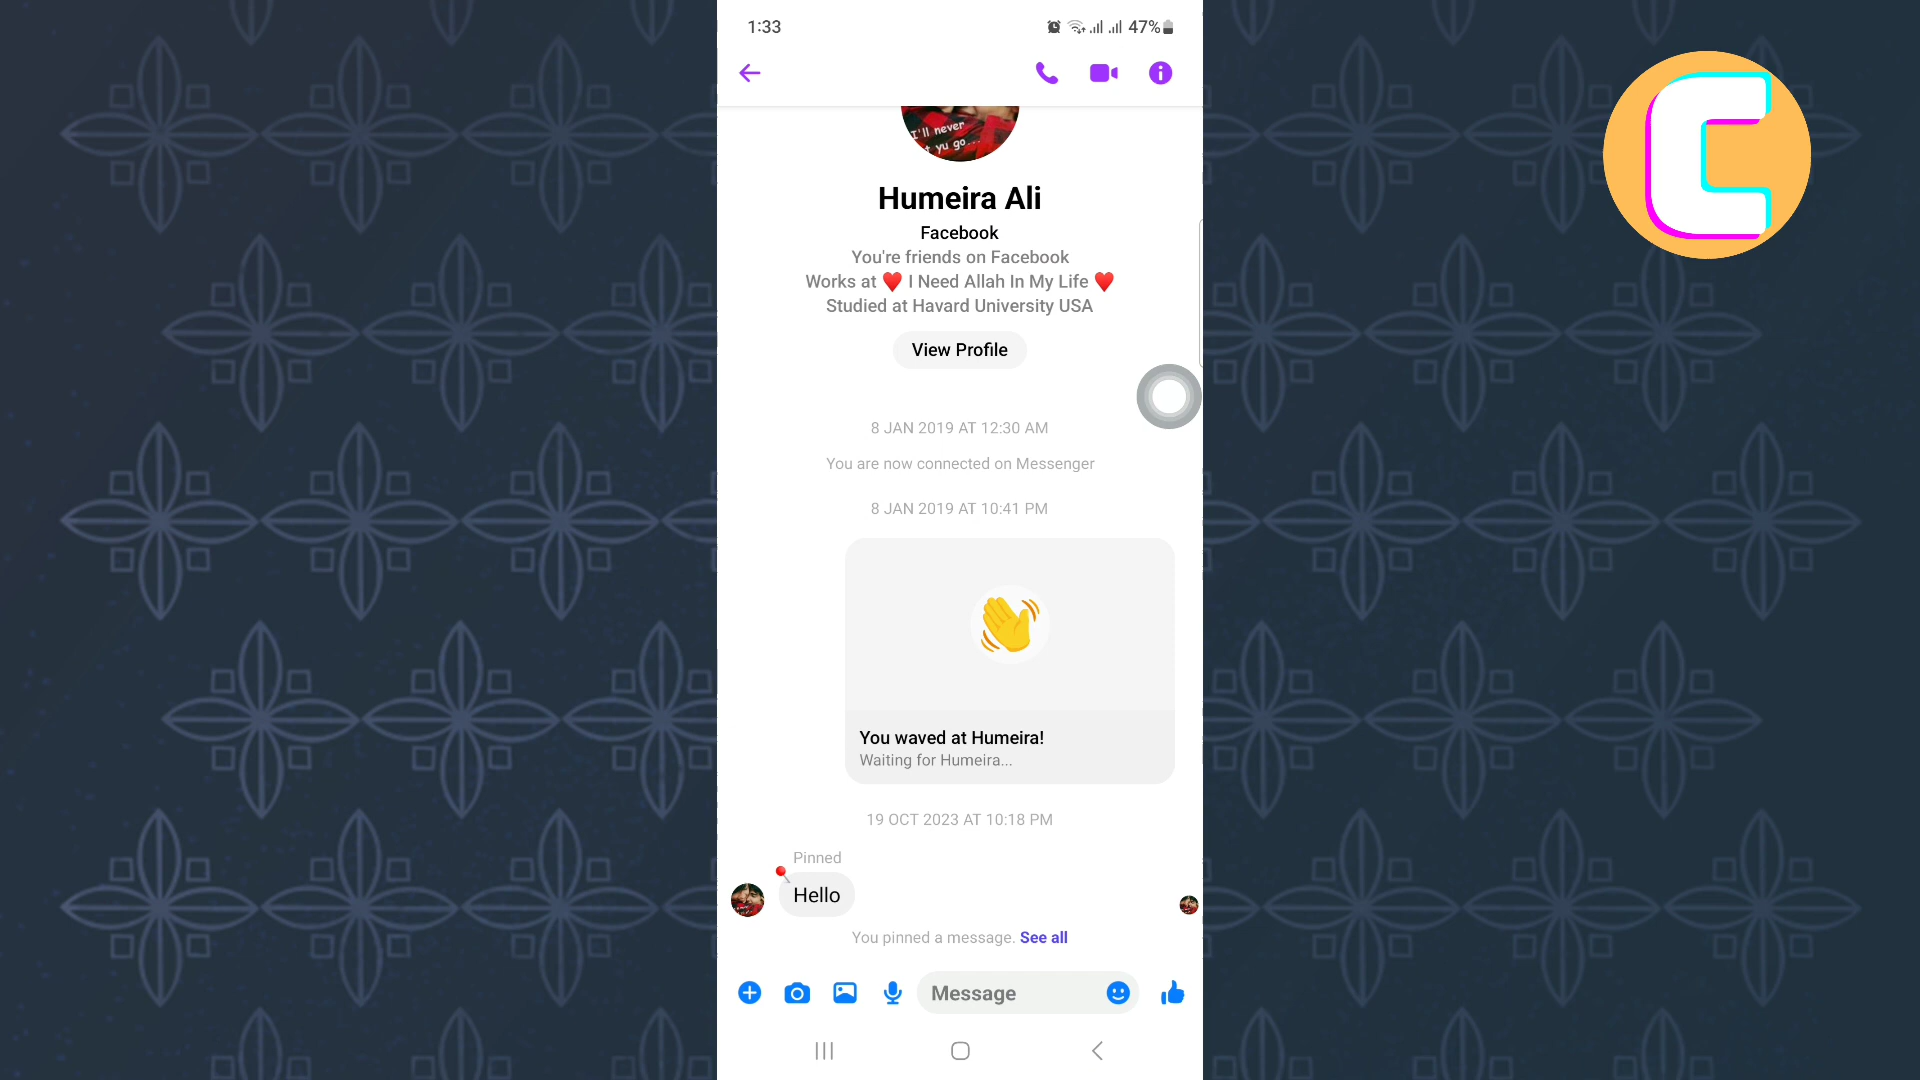 1:33
47%
I'll never
yu go...
Humeira Ali
Facebook
You're friends on Facebook
Works at ♥️ I Need Allah In My Life ♥️
Studied at Havard University USA
View Profile
8 JAN 2019 AT 12:30 AM
You are now connected on Messenger
8 JAN 2019 AT 10:41 PM
You waved at Humeira!
Waiting for Humeira...
19 OCT 2023 AT 10:18 PM
Pinned
Hello
You pinned a message. See all
Message
C